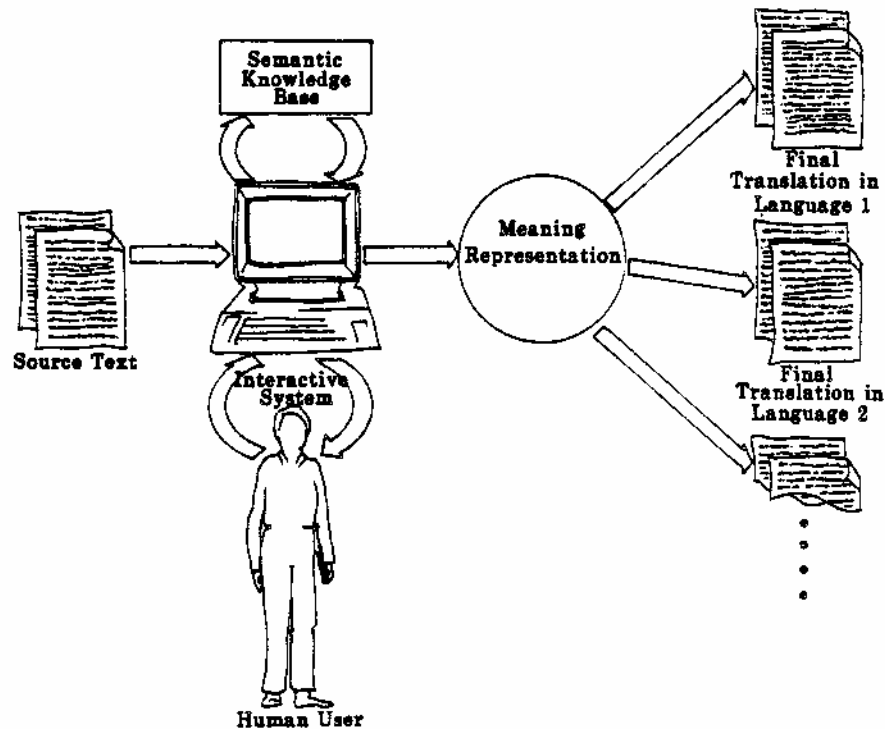 Semantic
Knowledge
Base
Source Text
Interactive
System
Human User
Meaning
Representation
Final
Translation in
Language 1
Final
Translation in
Language 2